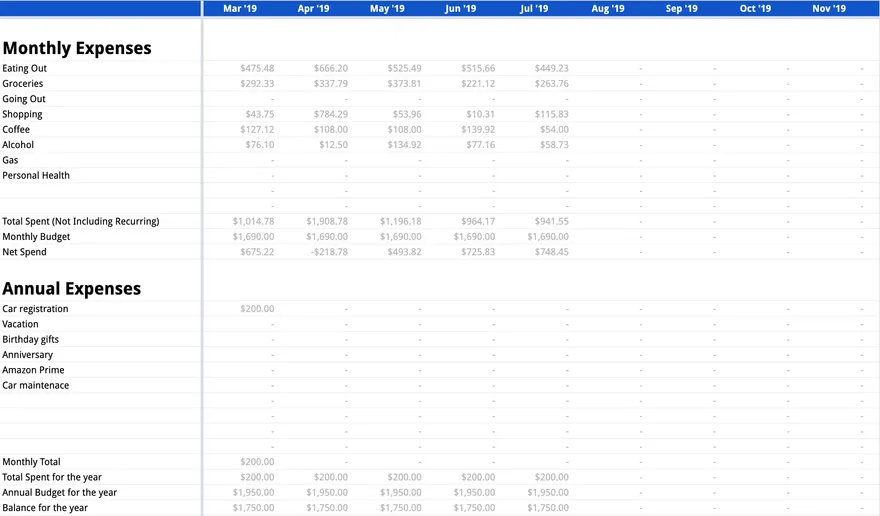 Mar '19 Apr '19 May '19 Jun '19 Jul '19 Aug '19 Sep '19 Oct '19 Nov '19
Monthly Expenses
Eating Out $475.48 $666.20 $525.49 $515.66 $449.23 - - - -
Groceries $292.33 $337.79 $373.81 $221.12 $263.76 - - - -
Going Out - - - - - - - - -
Shopping $43.75 $784.29 $53.96 $10.31 $115.83 - - - -
Coffee $127.12 $108.00 $108.00 $139.92 $54.00 - - - -
Alcohol $76.10 $12.50 $134.92 $77.16 $58.73 - - - -
Gas - - - - - - - - -
Personal Health - - - - - - - - -
- - - - - - - - -
- - - - - - - - -
Total Spent (Not Including Recurring) $1,014.78 $1,908.78 $1,196.18 $964.17 $941.55 - - - -
Monthly Budget $1,690.00 $1,690.00 $1,690.00 $1,690.00 $1,690.00 - - - -
Net Spend $675.22 -$218.78 $493.82 $725.83 $748.45 - - - -
Annual Expenses
Car registration $200.00 - - - - - - - -
Vacation - - - - - - - - -
Birthday gifts - - - - - - - - -
Anniversary - - - - - - - - -
Amazon Prime - - - - - - - - -
Car maintenace - - - - - - - - -
- - - - - - - - -
- - - - - - - - -
- - - - - - - - -
- - - - - - - - -
Monthly Total $200.00 - - - - - - - -
Total Spent for the year $200.00 $200.00 $200.00 $200.00 $200.00 - - - -
Annual Budget for the year $1,950.00 $1,950.00 $1,950.00 $1,950.00 $1,950.00 - - - -
Balance for the year $1,750.00 $1,750.00 $1,750.00 $1,750.00 $1,750.00 - - - -